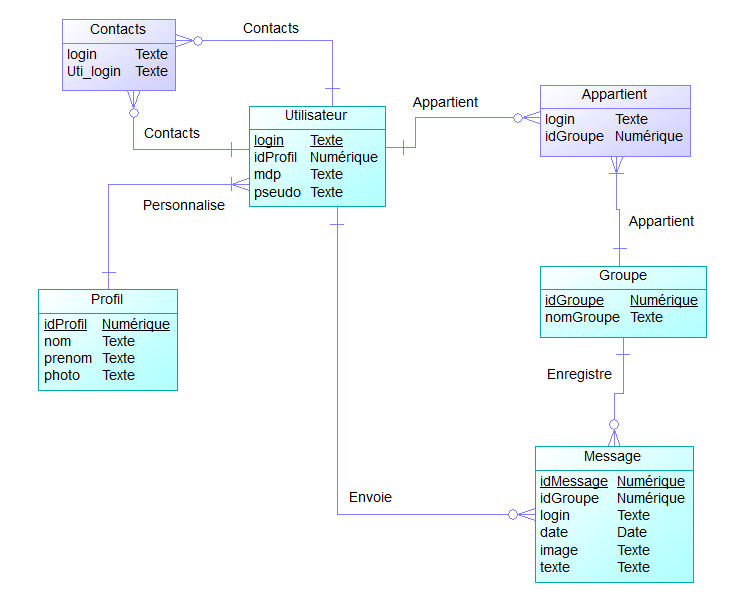 Contacts
login Texte
Uti_login Texte
Contacts
Contacts
Utilisateur
login Texte
idProfil Numérique
mdp Texte
pseudo Texte
Appartient
Appartient
login Texte
idGroupe Numérique
Appartient
Personnalise
Profil
idProfil Numérique
nom Texte
prenom Texte
photo Texte
Groupe
idGroupe Numérique
nomGroupe Texte
Enregistre
Envoie
Message
idMessage Numérique
idGroupe Numérique
login Texte
date Date
image Texte
texte Texte